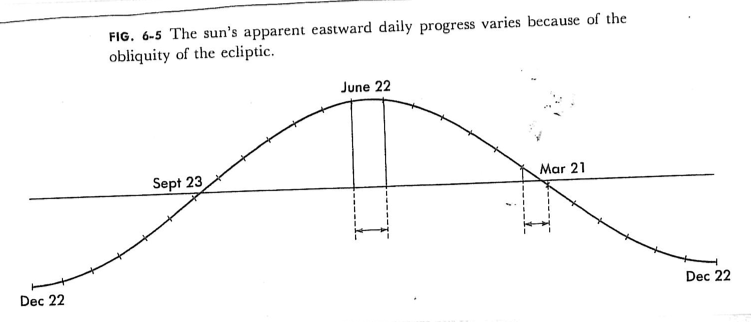 FIG. 6-5 The sun's apparent eastward daily progress varies because of the
obliquity of the ecliptic.
June 22
Mar 21
Sept 23
Dec 22
Dec 22